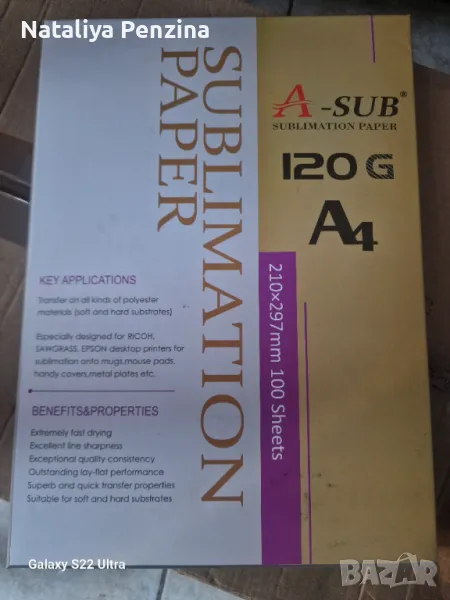 Nataliya Penzina
SUBLIMATION
PAPER
A-SUB®
SUBLIMATION PAPER
120 G
A4
210×297mm 100 Sheets
KEY APPLICATIONS
Transfer on all kinds of polyester
materials (soft and hard substrates)
Especially designed for RICOH,
SAWGRASS, EPSON desktop printers for
sublimation onto mugs,mouse pads,
handy covers,metal plates etc.
BENEFITS&PROPERTIES
Extremely fast drying
Excellent line sharpness
Exceptional quality consistency
Outstanding lay-flat performance
Superb and quick transfer properties
Suitable for soft and hard substrates
Galaxy S22 Ultra
BAZAR